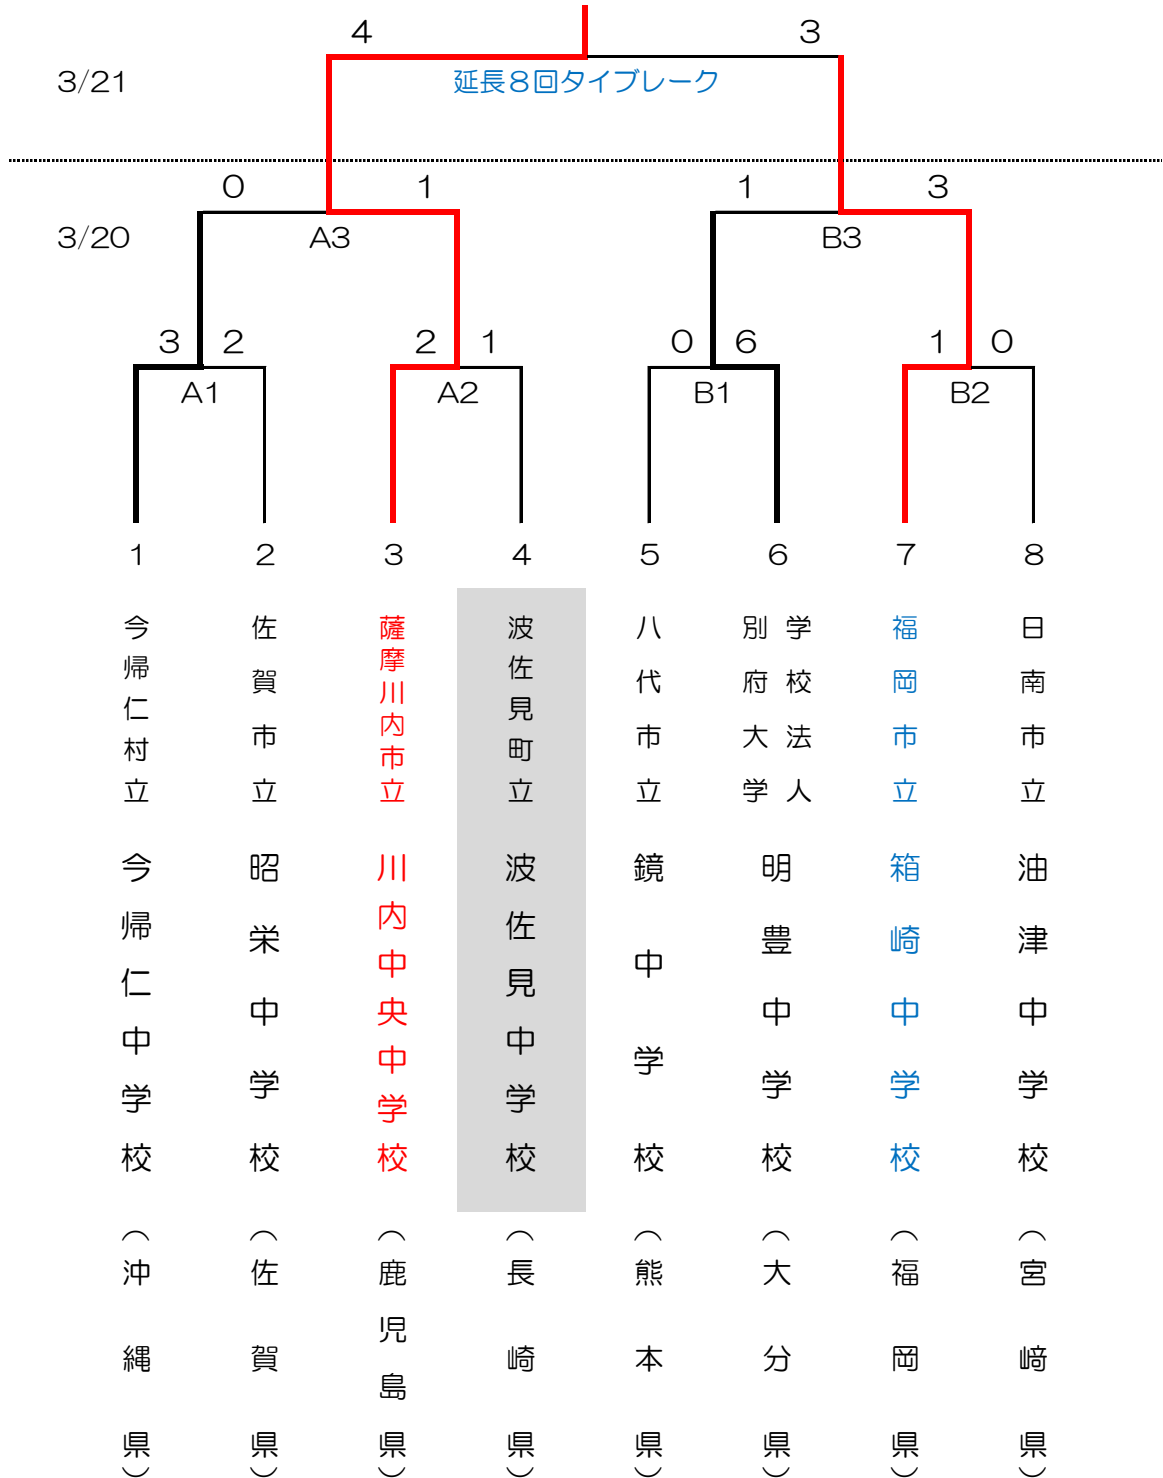 4 3
3/21
延長8回タイブレーク
0 1 1 3
3/20
A3 B3
3 2 2 1 0 6 1 0
A1 A2 B1 B2
1 2 3 4 5 6 7 8
今帰仁村立
今帰仁中学校
(沖縄県)
佐賀市立
昭栄中学校
(佐賀県)
薩摩川内市立
川内中央中学校
(鹿児島県)
波佐見町立
波佐見中学校
(長崎県)
八代市立
鏡中学校
(熊本県)
学校法人
別府大学
明豊中学校
(大分県)
福岡市立
箱崎中学校
(福岡県)
日南市立
油津中学校
(宮﨑県)